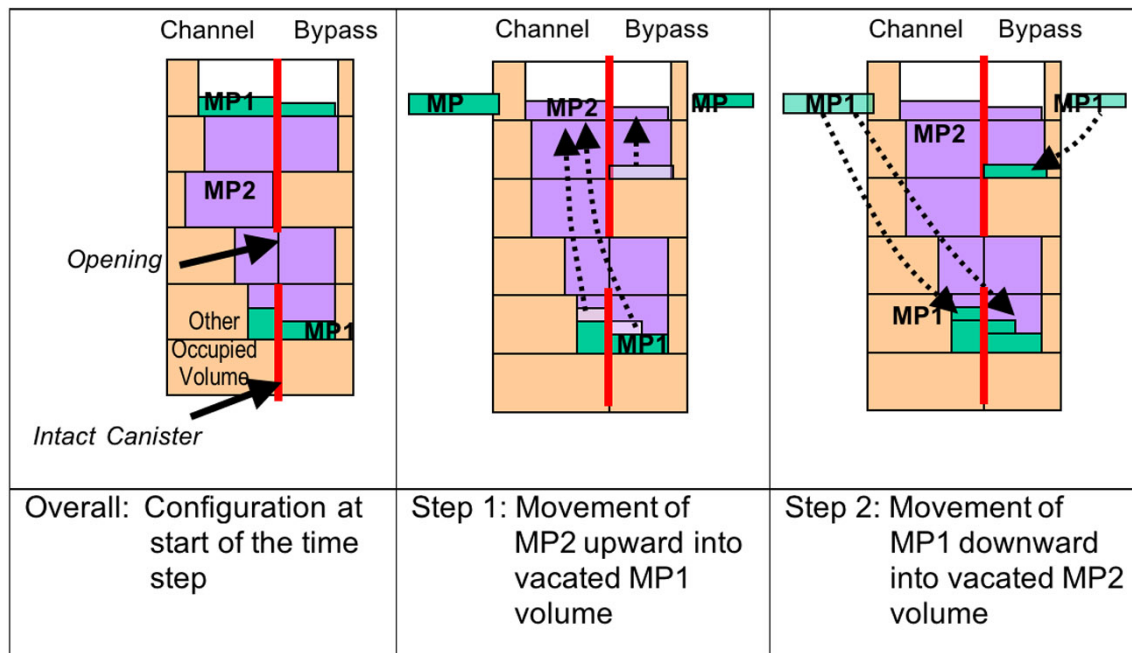 Channel Bypass
MP1
MP2
Opening
Other
Occupied
Volume
MP1
Intact Canister
Overall: Configuration at
start of the time
step
Channel Bypass
MP
MP2
MP
MP1
Step 1: Movement of
MP2 upward into
vacated MP1
volume
Channel Bypass
MP1
MP1
MP2
MP1
Step 2: Movement of
MP1 downward
into vacated MP2
volume